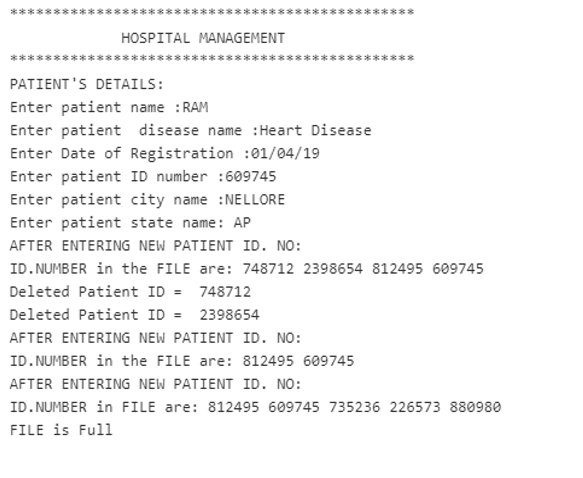 ***********************************************
HOSPITAL MANAGEMENT
***********************************************
PATIENT'S DETAILS:
Enter patient name :RAM
Enter patient  disease name :Heart Disease
Enter Date of Registration :01/04/19
Enter patient ID number :609745
Enter patient city name :NELLORE
Enter patient state name: AP
AFTER ENTERING NEW PATIENT ID. NO:
ID.NUMBER in the FILE are: 748712 2398654 812495 609745
Deleted Patient ID =  748712
Deleted Patient ID =  2398654
AFTER ENTERING NEW PATIENT ID. NO:
ID.NUMBER in the FILE are: 812495 609745
AFTER ENTERING NEW PATIENT ID. NO:
ID.NUMBER in FILE are: 812495 609745 735236 226573 880980
FILE is Full